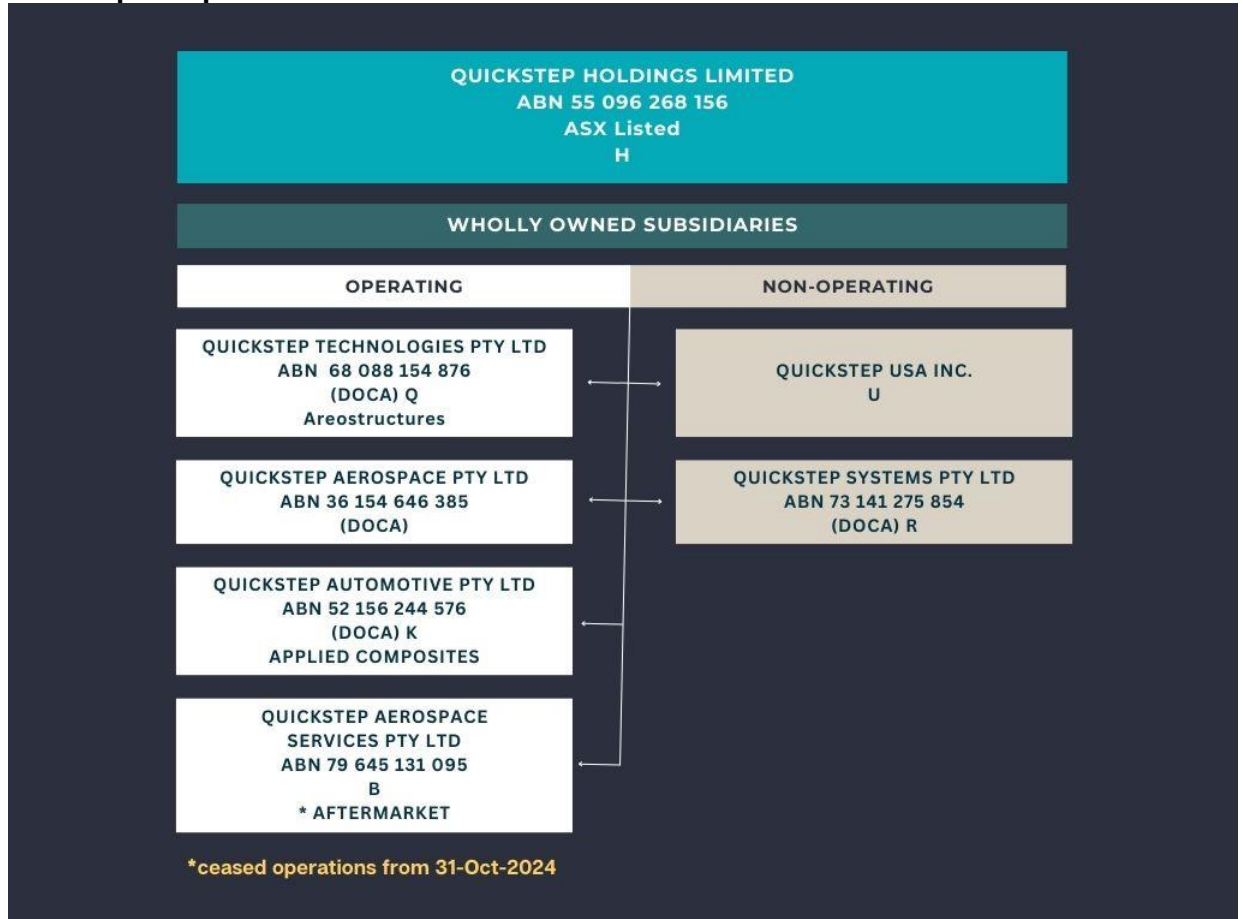 QUICKSTEP HOLDINGS LIMITED
ABN 55 096 268 156
ASX Listed
H
WHOLLY OWNED SUBSIDIARIES
OPERATING
NON-OPERATING
QUICKSTEP TECHNOLOGIES PTY LTD
ABN 68 088 154 876
(DOCA) Q
Areostructures
QUICKSTEP USA INC.
U
QUICKSTEP AEROSPACE PTY LTD
ABN 36 154 646 385
(DOCA)
QUICKSTEP SYSTEMS PTY LTD
ABN 73 141 275 854
(DOCA) R
QUICKSTEP AUTOMOTIVE PTY LTD
ABN 52 156 244 576
(DOCA) K
APPLIED COMPOSITES
QUICKSTEP AEROSPACE
SERVICES PTY LTD
ABN 79 645 131 095
B
* AFTERMARKET
*ceased operations from 31-Oct-2024